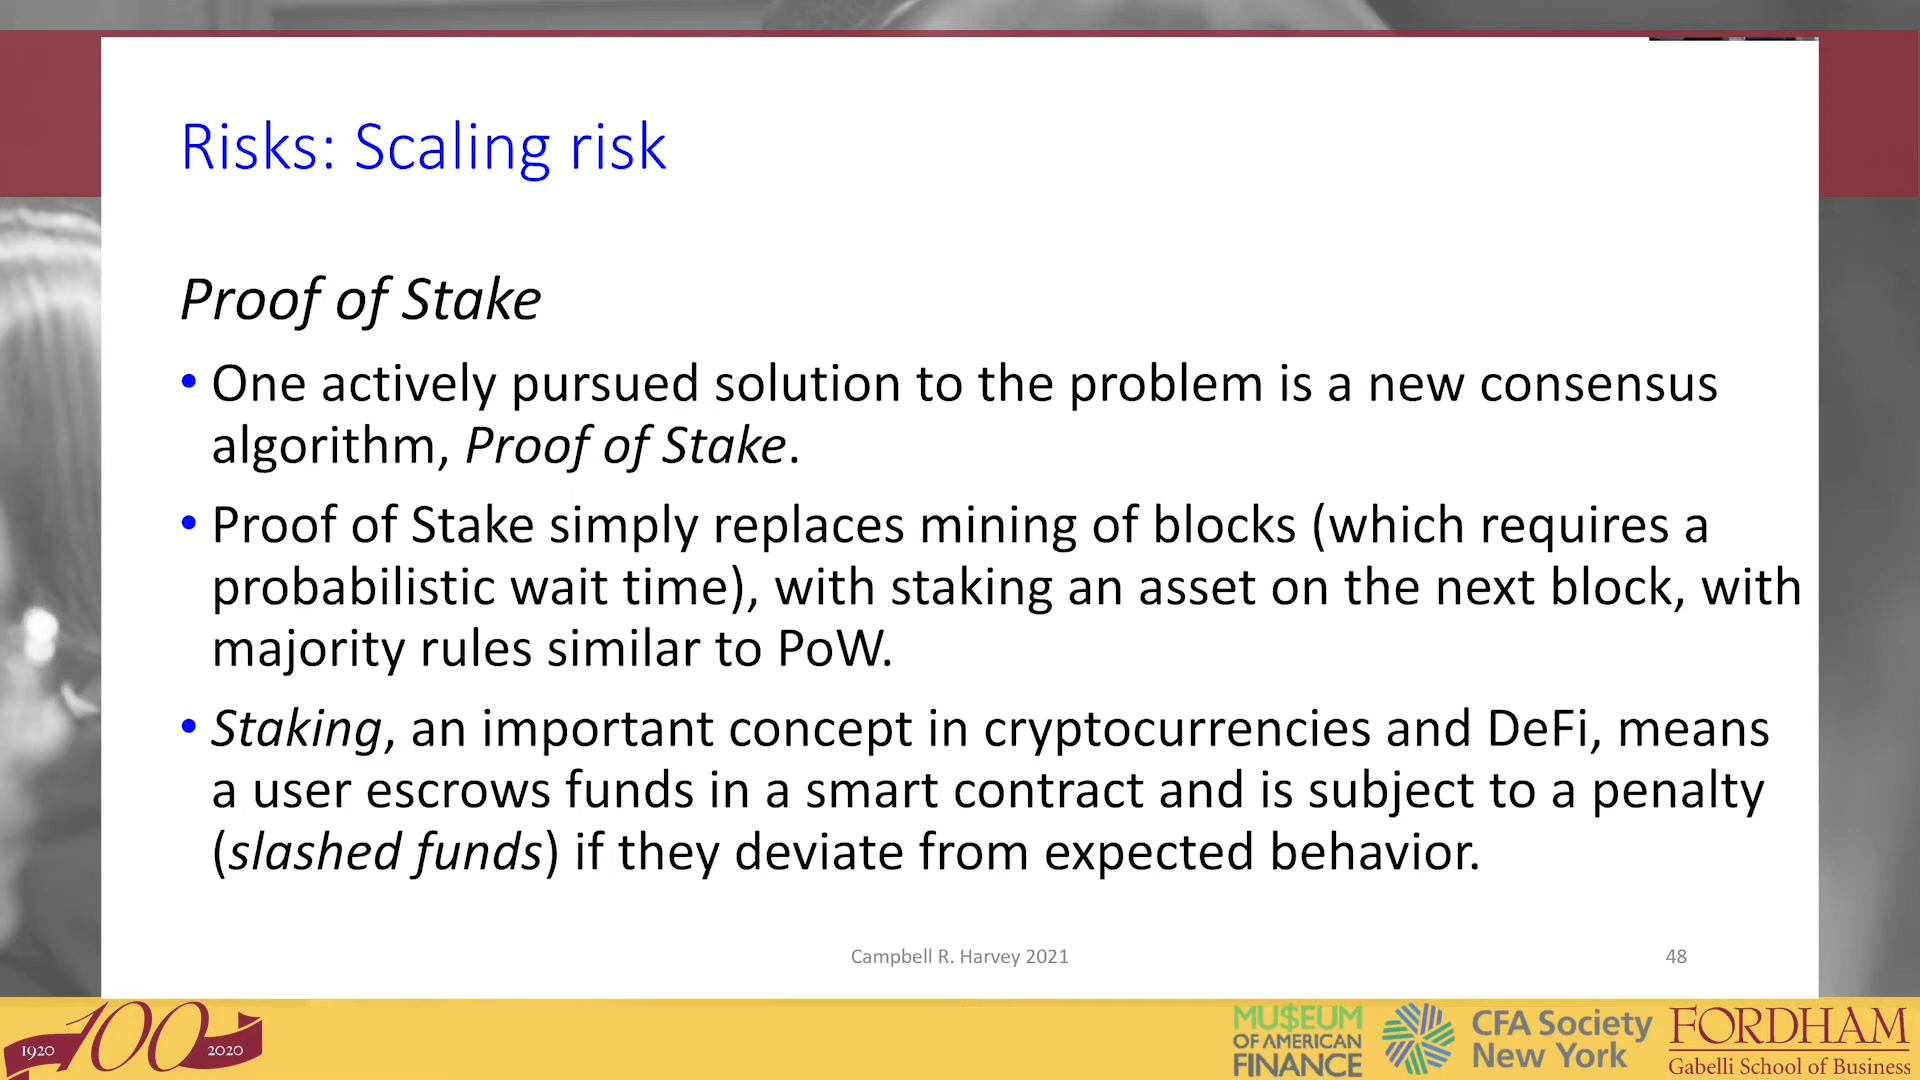 Risks: Scaling risk
Proof of Stake
• One actively pursued solution to the problem is a new consensus
algorithm, Proof of Stake.
• Proof of Stake simply replaces mining of blocks (which requires a
probabilistic wait time), with staking an asset on the next block, with
majority rules similar to PoW.
• Staking, an important concept in cryptocurrencies and DeFi, means
a user escrows funds in a smart contract and is subject to a penalty
(slashed funds) if they deviate from expected behavior.
Campbell R. Harvey 2021
48
100
1920
2020
MU$EUM
OF AMERICAN
FINANCE
CFA Society
New York
FORDHAM
Gabelli School of Business